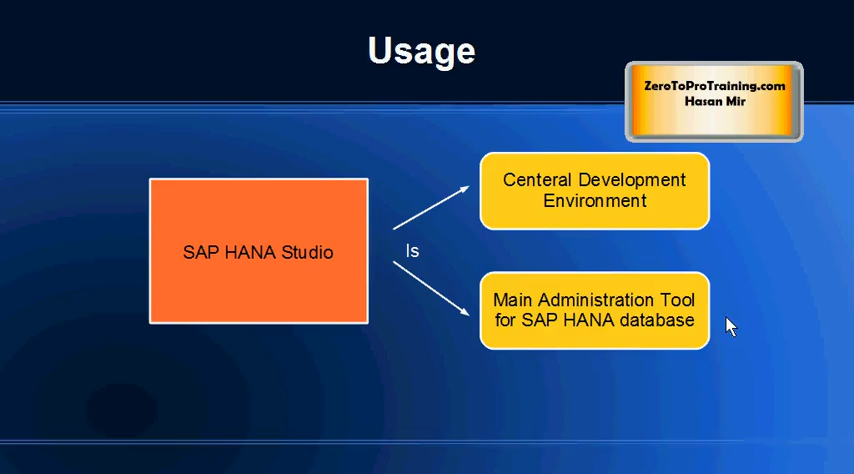 Usage
ZeroToProTraining.com
Hasan Mir
SAP HANA Studio
Is
Centeral Development
Environment
Main Administration Tool
for SAP HANA database